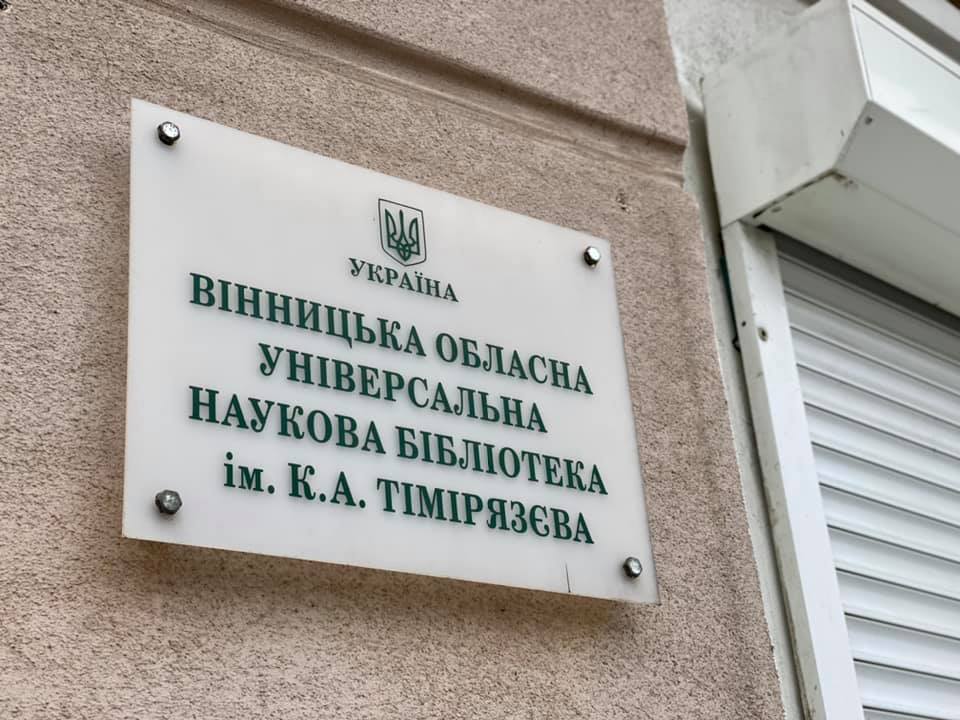 УКРАЇНА
ВІННИЦЬКА ОБЛАСНА
УНІВЕРСАЛЬНА
НАУКОВА БІБЛІОТЕКА
ім. К.А. ТІМІРЯЗЄВА